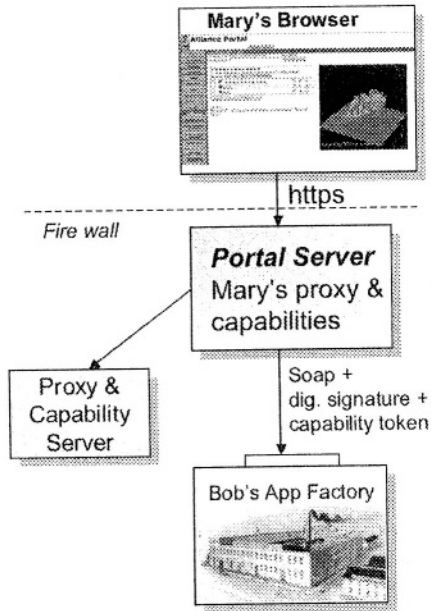 Mary's Browser
Alliance Portal
https
Fire wall
Portal Server
Mary's proxy &
capabilities
Proxy &
Capability
Server
Soap +
dig. signature +
capability token
Bob's App Factory